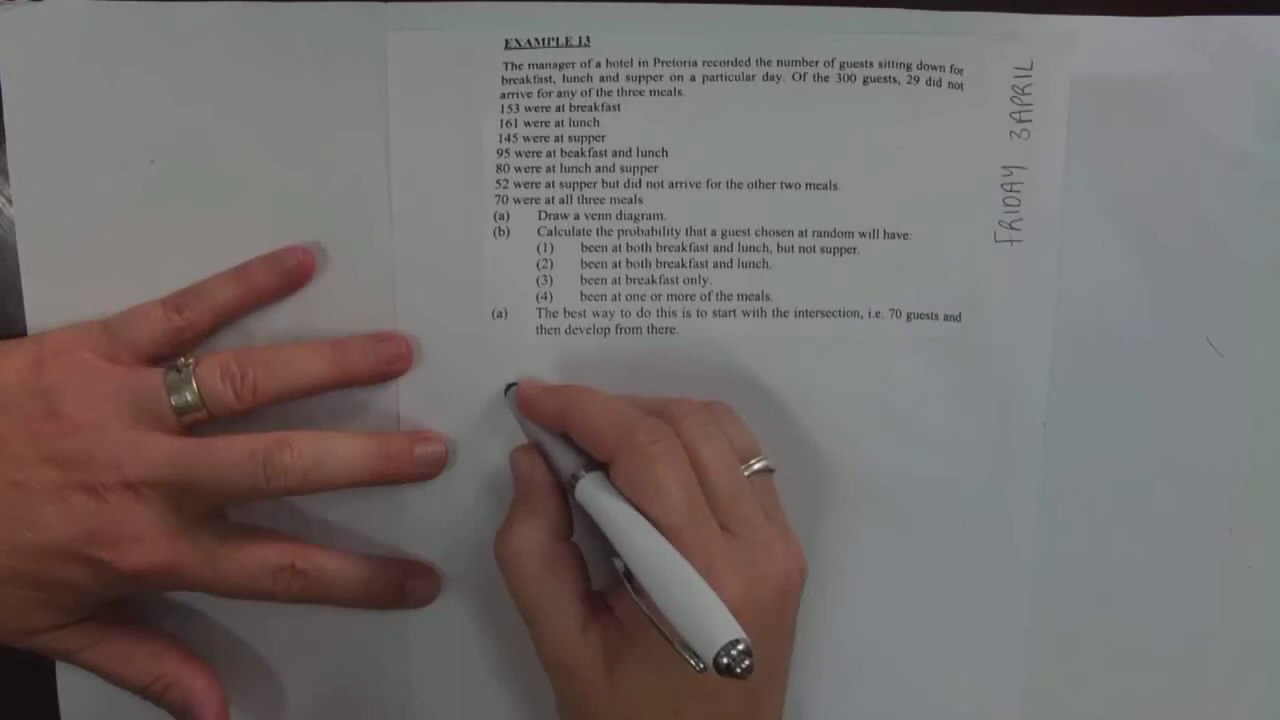 EXAMPLE 13
The manager of a hotel in Pretoria recorded the number of guests sitting down for
breakfast, lunch and supper on a particular day. Of the 300 guests, 29 did not
arrive for any of the three meals.
153 were at breakfast
161 were at lunch
145 were at supper
95 were at beakfast and lunch
80 were at lunch and supper
52 were at supper but did not arrive for the other two meals.
70 were at all three meals
(a) Draw a venn diagram.
(b) Calculate the probability that a guest chosen at random will have:
(1) been at both breakfast and lunch, but not supper.
(2) been at both breakfast and lunch.
(3) been at breakfast only.
(4) been at one or more of the meals.
(a) The best way to do this is to start with the intersection, i.e. 70 guests and
then develop from there.
FRIDAY 3 APRIL